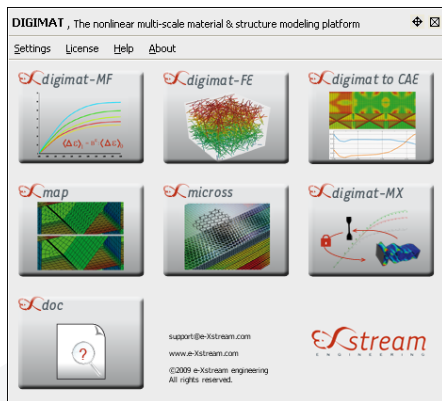 DIGIMAT , The nonlinear multi-scale material & structure modeling platform
Settings License Help About
digimat-MF
digimat-FE
digimat to CAE
map
micross
digimat-MX
doc
?
support@e-Xstream.com
www.e-Xstream.com
©2009 e-Xstream engineering
All rights reserved.
eXstream
ENGINEERING